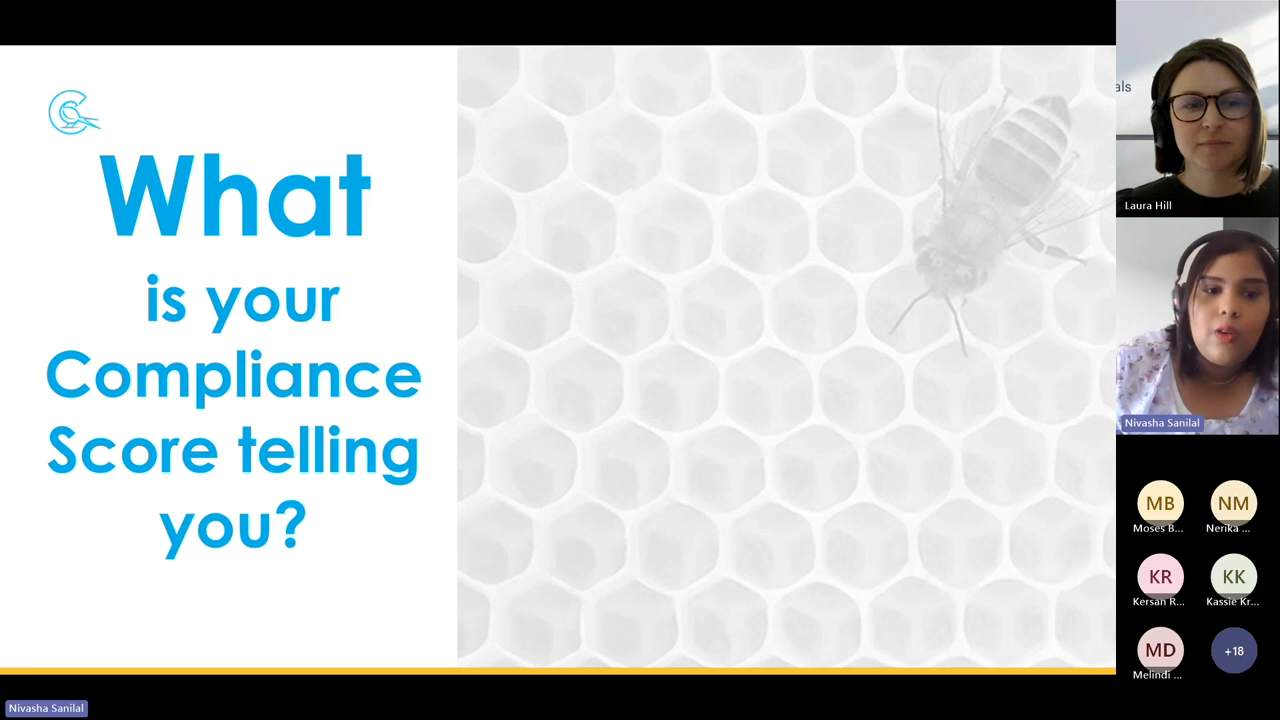 What
is your
Compliance
Score telling
you?
als
Laura Hill
Nivasha Sanilal
MB
Moses B...
NM
Nerika ...
KR
Kersan R...
KK
Kassie Kr...
MD
Melindi ...
+18
Nivasha Sanilal